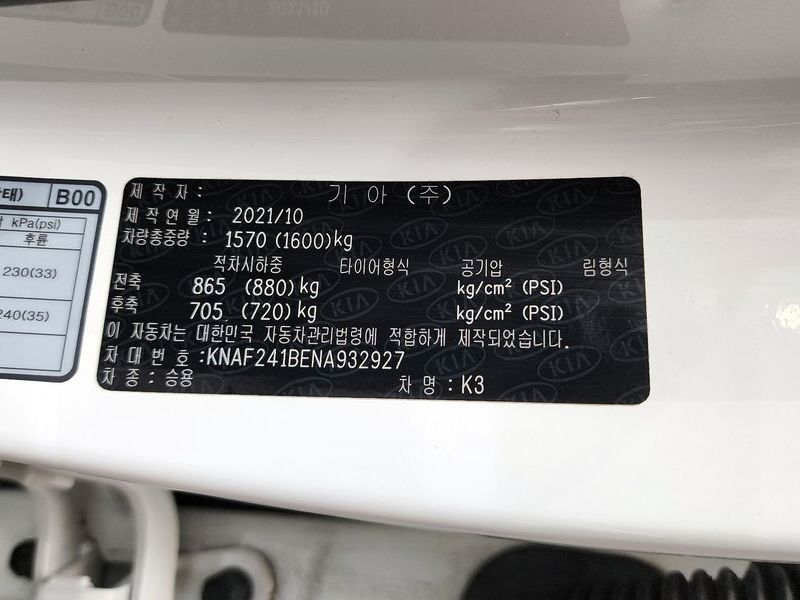 태) B00
kPa(psi)
후륜
230(33)
240(35)
제 작 자 : 기 아 (주)
제 작 연 월 : 2021/10
차량총중량 : 1570 (1600)kg
적차시하중 타이어형식 공기압 림형식
전축 865 (880) kg kg/cm² (PSI)
후축 705 (720) kg kg/cm² (PSI)
이 자동차는 대한민국 자동차관리법령에 적합하게 제작되었습니다.
차 대 번 호 : KNAF241BENA932927
차 종 : 승용 차 명 : K3